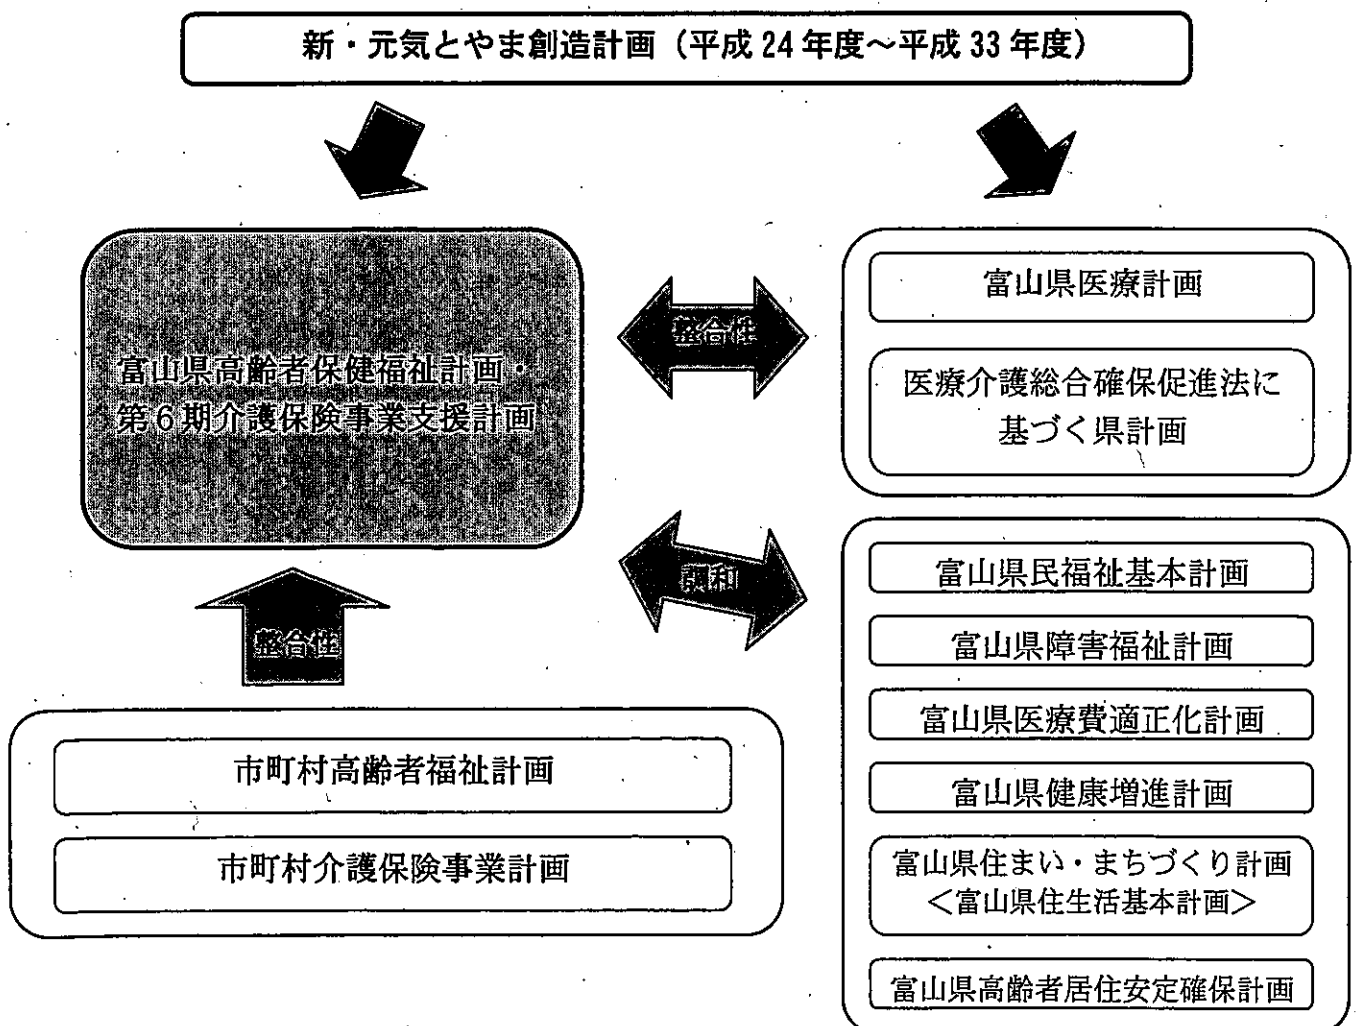 新・元気とやま創造計画（平成24年度～平成33年度）
富山県高齢者保健福祉計画・
第６期介護保険事業支援計画
整合性
富山県医療計画
医療介護総合確保促進法に
基づく県計画
調和
富山県民福祉基本計画
富山県障害福祉計画
富山県医療費適正化計画
富山県健康増進計画
富山県住まい・まちづくり計画
＜富山県住生活基本計画＞
富山県高齢者居住安定確保計画
整合性
市町村高齢者福祉計画
市町村介護保険事業計画